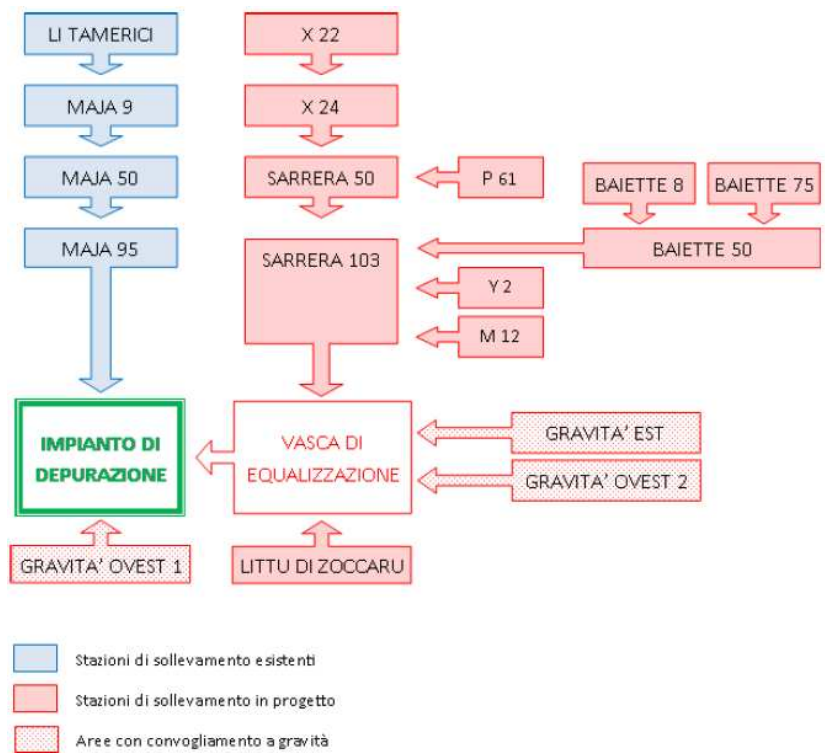 LI TAMERICI
X 22
MAJA 9
X 24
MAJA 50
SARRERA 50
P 61
BAIETTE 8
BAIETTE 75
MAJA 95
SARRERA 103
BAIETTE 50
Y 2
M 12
IMPIANTO DI
DEPURAZIONE
VASCA DI
EQUALIZZAZIONE
GRAVITA' EST
GRAVITA' OVEST 2
GRAVITA' OVEST 1
LITTU DI ZOCCARU
Stazioni di sollevamento esistenti
Stazioni di sollevamento in progetto
Aree con convogliamento a gravità